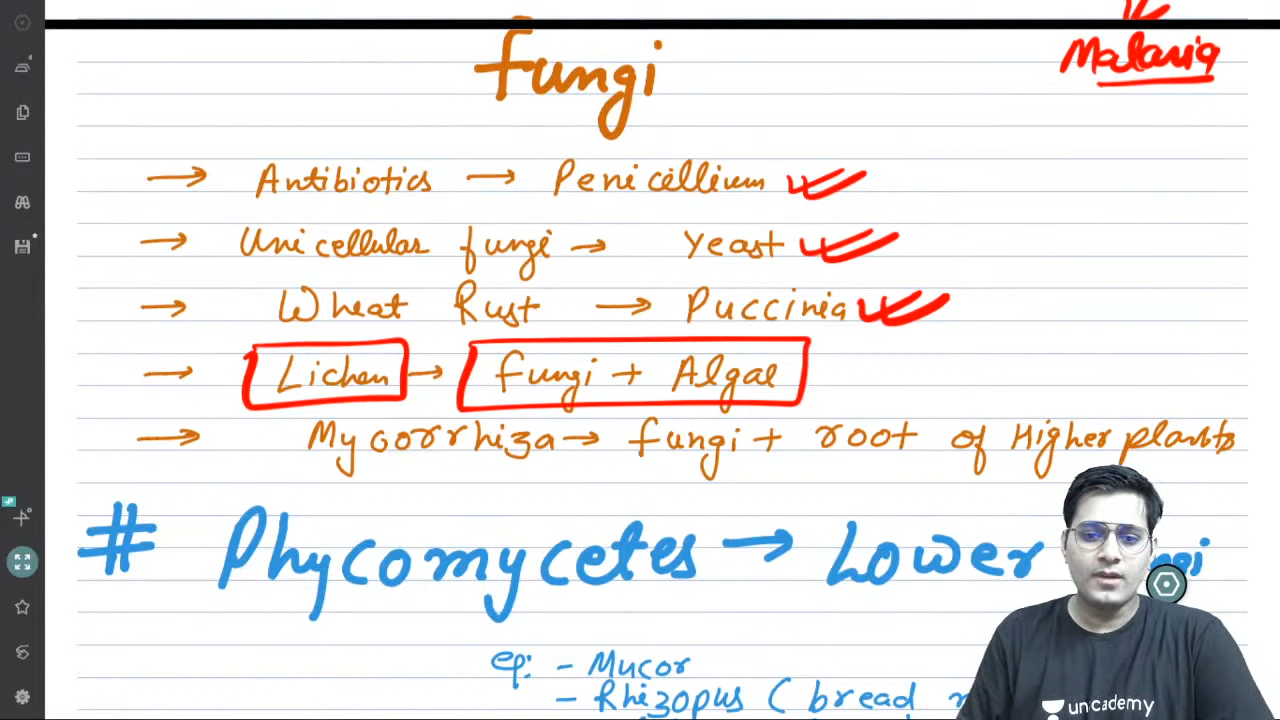 Malaria
Fungi
→ Antibiotics → Penicillium
→ Unicellular fungi → Yeast
→ Wheat Rust → Puccinia
→ Lichen → fungi + Algae
→ Mycorrhiza → fungi + root of Higher plants
# Phycomycetes → Lower
eg: - Mucor
- Rhizopus ( bread
unacademy